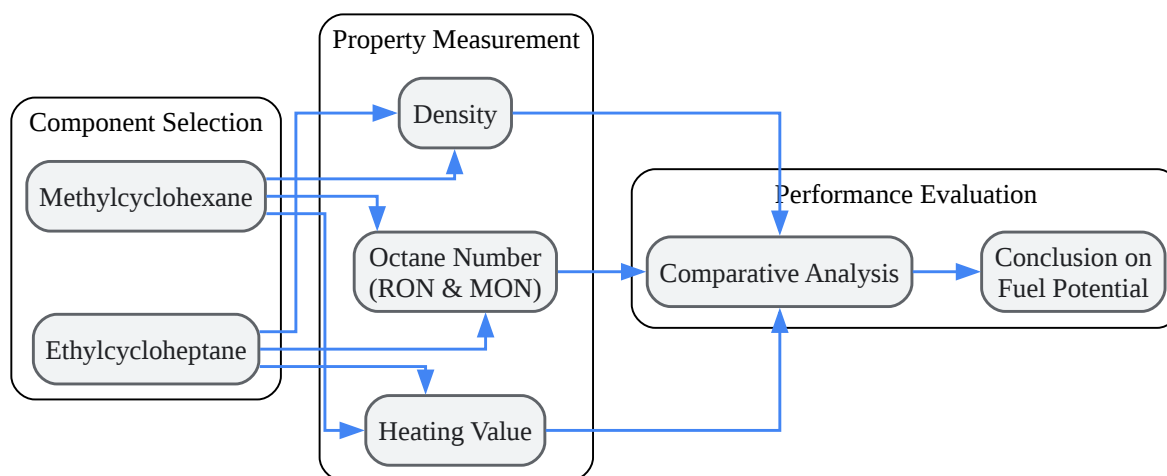 Component Selection
Methylcyclohexane
Ethylcycloheptane
Property Measurement
Density
Octane Number
(RON & MON)
Heating Value
Performance Evaluation
Comparative Analysis
Conclusion on
Fuel Potential